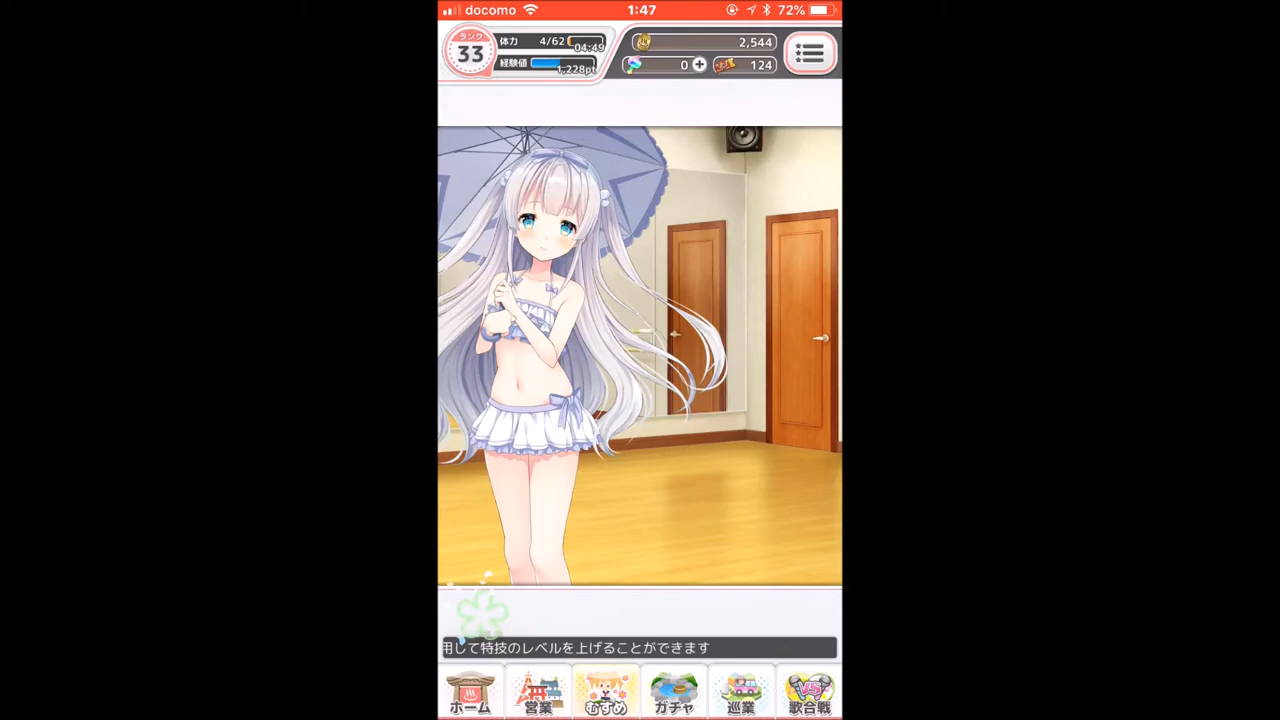 docomo 1:47 72%
ランク 33
体力 4/62 04:49
経験値 1,228pt
2,544
0 124
用して特技のレベルを上げることができます
ホーム 営業 むすめ ガチャ 巡業 VS 歌合戦